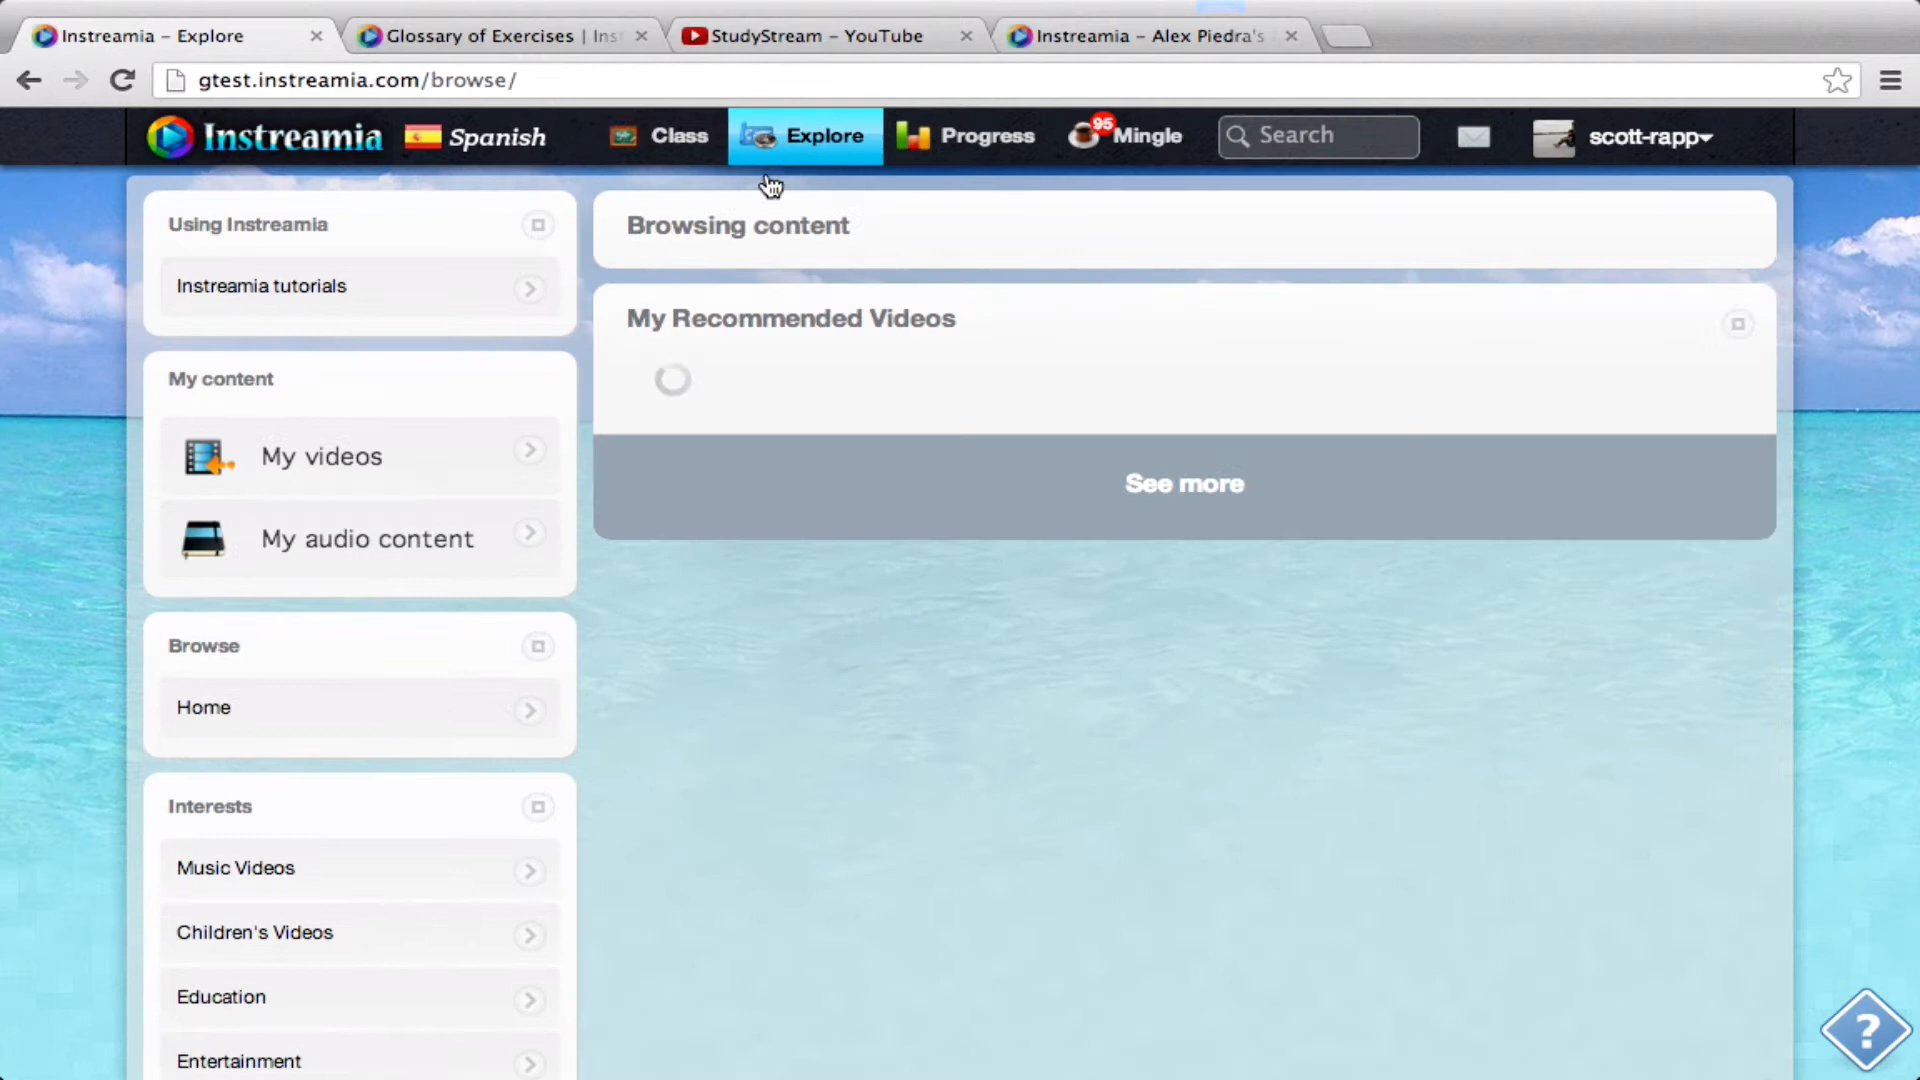 Instreamia – Explore
Glossary of Exercises | Inst
StudyStream – YouTube
Instreamia – Alex Piedra's
gtest.instreamia.com/browse/
Instreamia
Spanish
Class
Explore
Progress
95
Mingle
Search
scott-rapp
Using Instreamia
Instreamia tutorials
My content
My videos
My audio content
Browse
Home
Interests
Music Videos
Children's Videos
Education
Entertainment
Browsing content
My Recommended Videos
See more
?